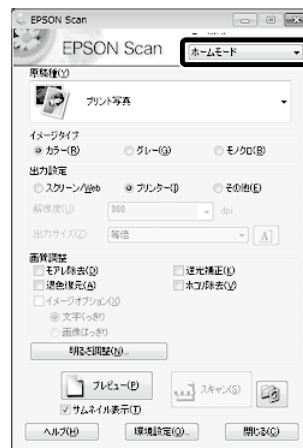 EPSON Scan
EPSON Scan
ホームモード
原稿種(Y)
プリント写真
イメージタイプ
カラー(R) グレー(G) モノクロ(B)
出力設定
スクリーン/Web プリンター(I) その他(E)
解像度(U) 300 dpi
出力サイズ(Z) 等倍 A
画質調整
モアレ除去(D) 逆光補正(K)
退色復元(A) ホコリ除去(V)
イメージオプション(X)
文字くっきり
画像はっきり
明るさ調整(N)...
プレビュー(P) スキャン(S)
サムネイル表示(T)
ヘルプ(H) 環境設定(O)... 閉じる(C)